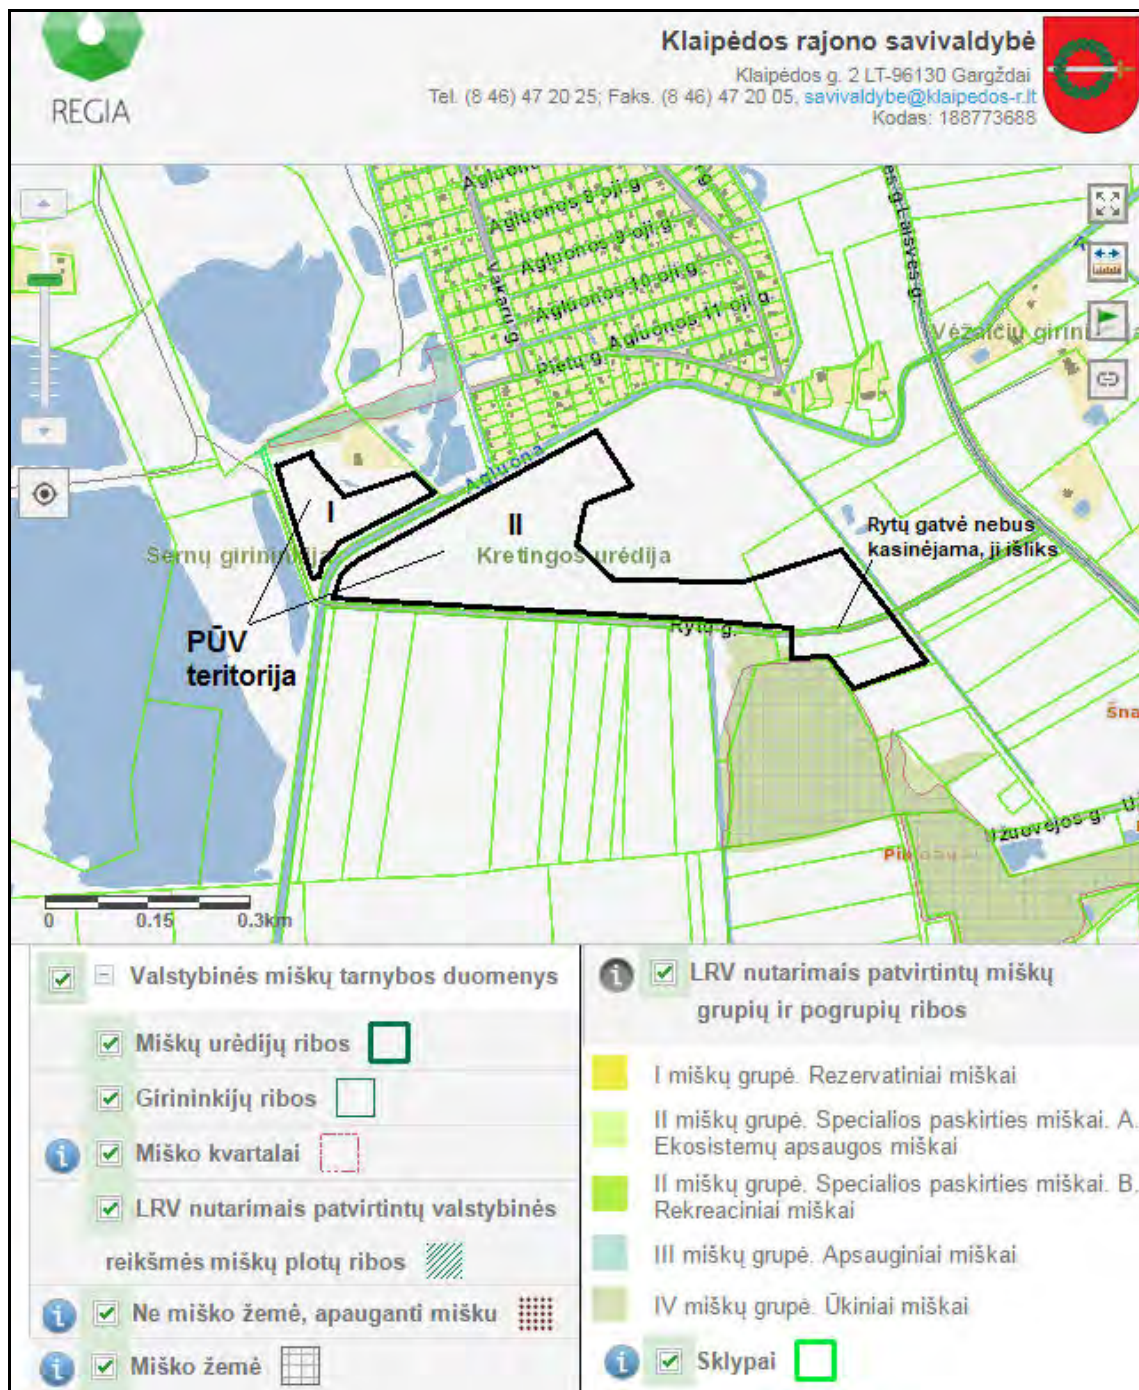 REGIA
Klaipėdos rajono savivaldybė
Klaipėdos g. 2 LT-96130 Gargždai
Tel. (8 46) 47 20 25; Faks. (8 46) 47 20 05, savivaldybe@klaipedos-r.lt
Kodas: 188773688
Agluonos 8-oji g.
Agluonos 9-oji g.
Agluonos 10-oji g.
Agluonos 11-oji g.
Vakarų g.
Pietų g.
Laisvės g.
Agluona
I
II
Rytų gatvė nebus
kasinėjama, ji išliks
Sernų girininkija
Kretingos urėdija
PŪV
teritorija
Rytų g.
Užuovėjos g.
0 0.15 0.3km
Valstybinės miškų tarnybos duomenys
Miškų urėdijų ribos
Girininkijų ribos
Miško kvartalai
LRV nutarimais patvirtintų valstybinės
reikšmės miškų plotų ribos
Ne miško žemė, apauganti mišku
Miško žemė
LRV nutarimais patvirtintų miškų
grupių ir pogrupių ribos
I miškų grupė. Rezervatiniai miškai
II miškų grupė. Specialios paskirties miškai. A.
Ekosistemų apsaugos miškai
II miškų grupė. Specialios paskirties miškai. B.
Rekreaciniai miškai
III miškų grupė. Apsauginiai miškai
IV miškų grupė. Ūkiniai miškai
Sklypai